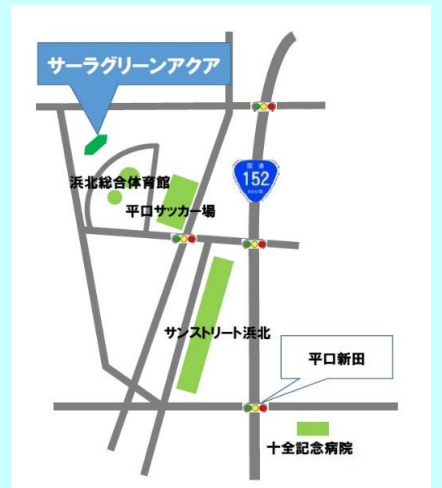 サーラグリーンアクア
国道
152
浜北総合体育館
平口サッカー場
サンストリート浜北
平口新田
十全記念病院